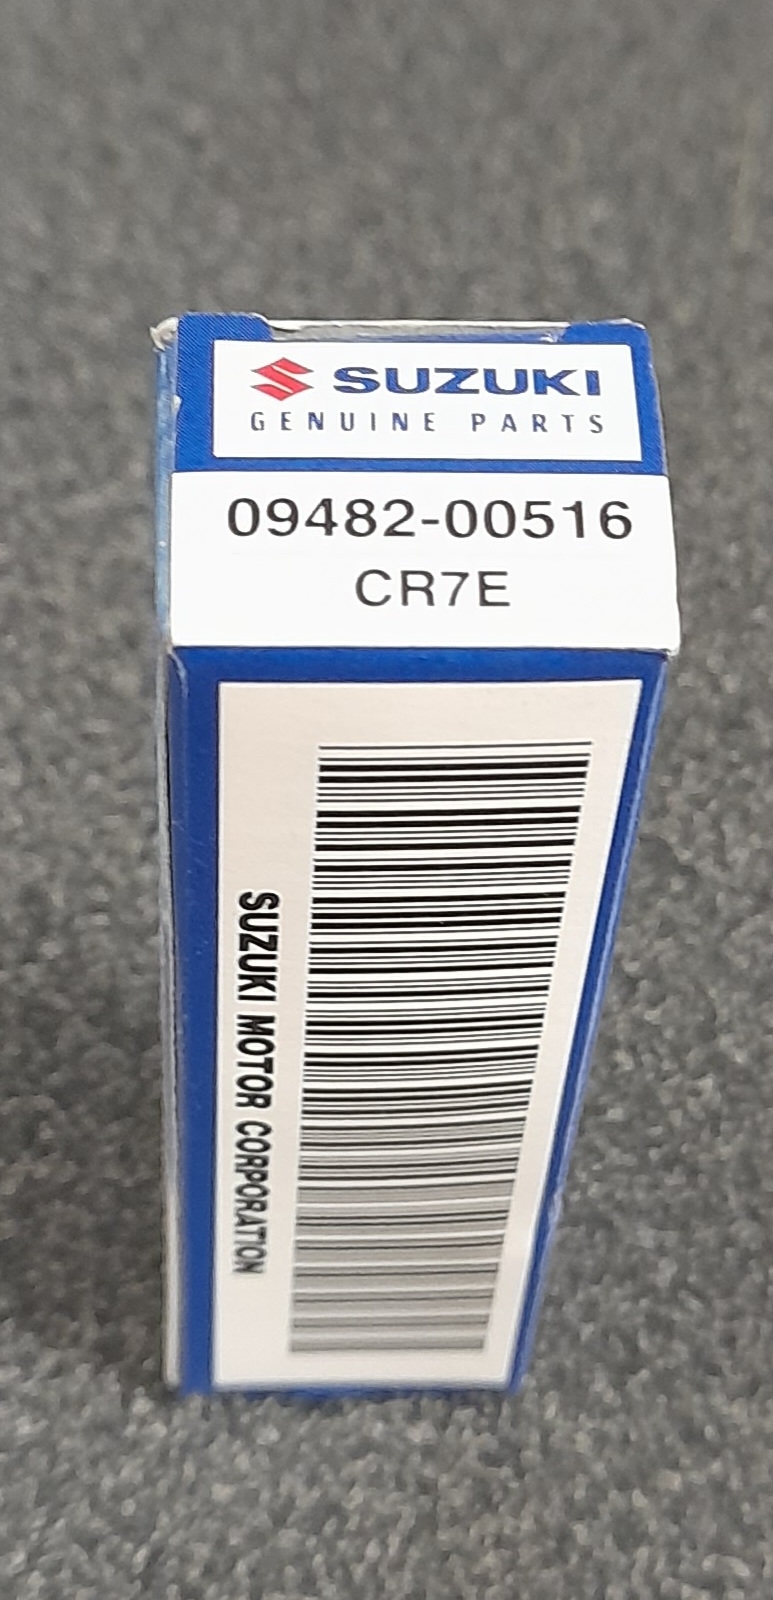 SUZUKI
GENUINE PARTS
09482-00516
CR7E
SUZUKI MOTOR CORPORATION